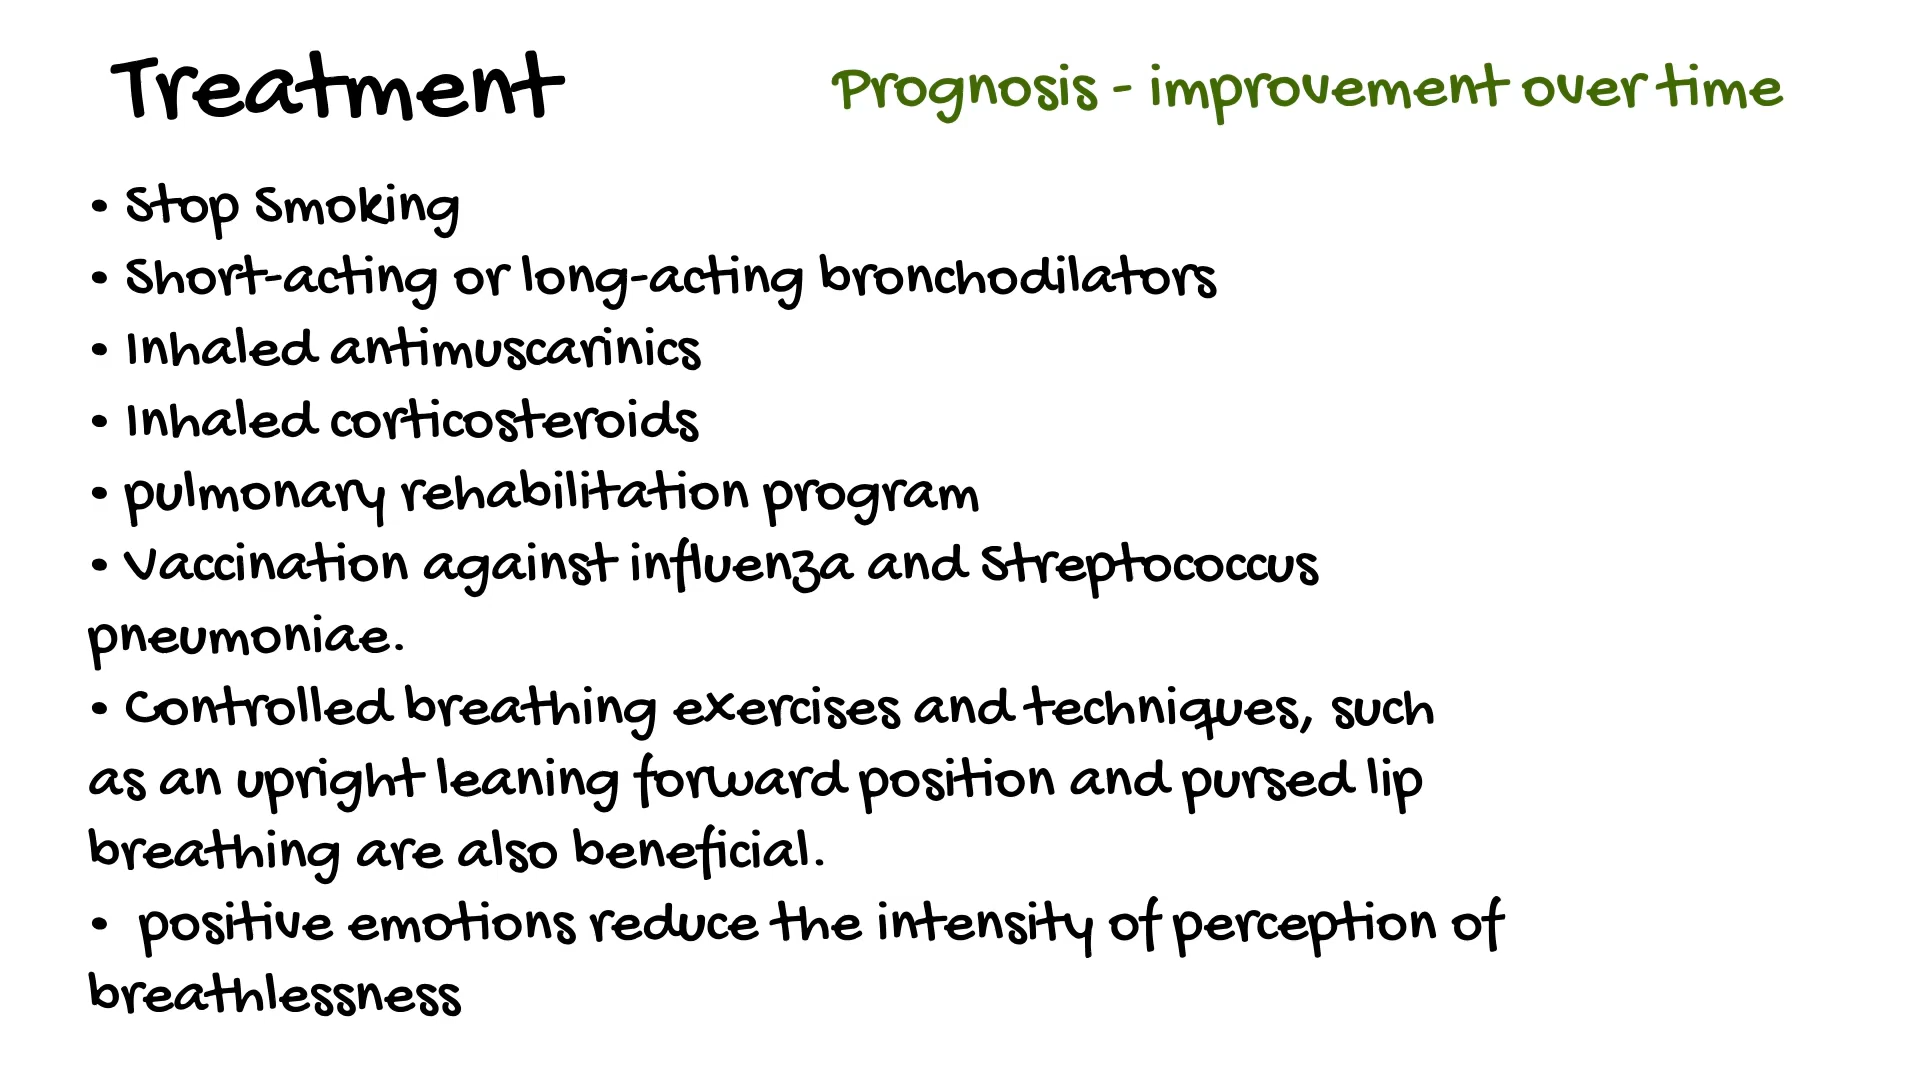 Treatment
Prognosis - improvement over time
• Stop Smoking
• Short-acting or long-acting bronchodilators
• Inhaled antimuscarinics
• Inhaled corticosteroids
• pulmonary rehabilitation program
• Vaccination against influenza and Streptococcus
pneumoniae.
• Controlled breathing exercises and techniques, such
as an upright leaning forward position and pursed lip
breathing are also beneficial.
• positive emotions reduce the intensity of perception of
breathlessness